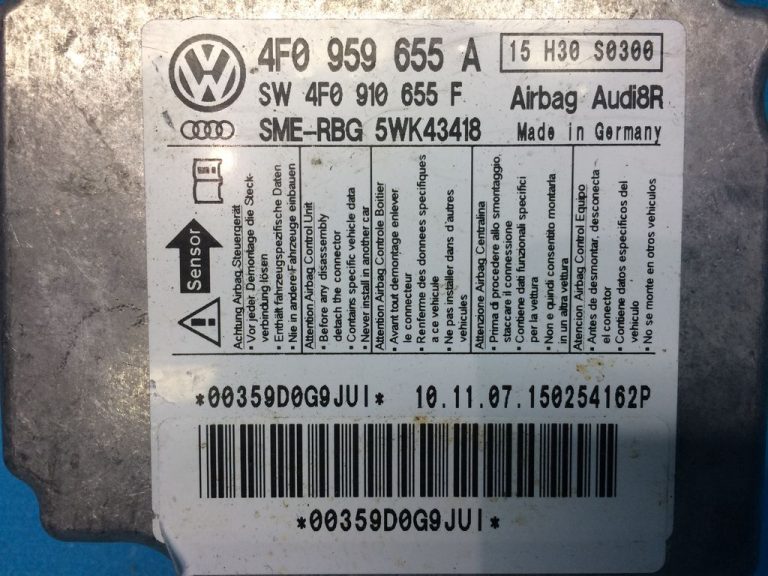 4F0 959 655 A
15 H30 S0300
SW 4F0 910 655 F
Airbag Audi8R
SME-RBG 5WK43418
Made in Germany
Sensor
Achtung Airbag-Steuergerät
• Vor jeder Demontage die Steck-
verbindung lösen
• Enthält fahrzeugspezifische Daten
• Nie in andere Fahrzeuge einbauen
Attention Airbag Control Unit
• Before any disassembly
detach the connector
• Contains specific vehicle data
• Never install in another car
Attention Airbag Controle Boitier
• Avant tout demontage enlever
le connecteur
• Renferme des donnees specifiques
a ce vehicule
• Ne pas installer dans d'autres
vehicules
Attenzione Airbag Centralina
• Prima di procedere allo smontaggio,
staccare il connessione
• Contiene dati funzionali specifici
per la vettura
• Non e quindi consentito montarla
in un altra vettura
Atencion Airbag Control Equipo
• Antes de desmontar, desconecta
el conector
• Contiene datos especificos del
vehiculo
• No se monte en otros vehiculos
*00359D0G9JUI*
10.11.07.150254162P
*00359D0G9JUI*